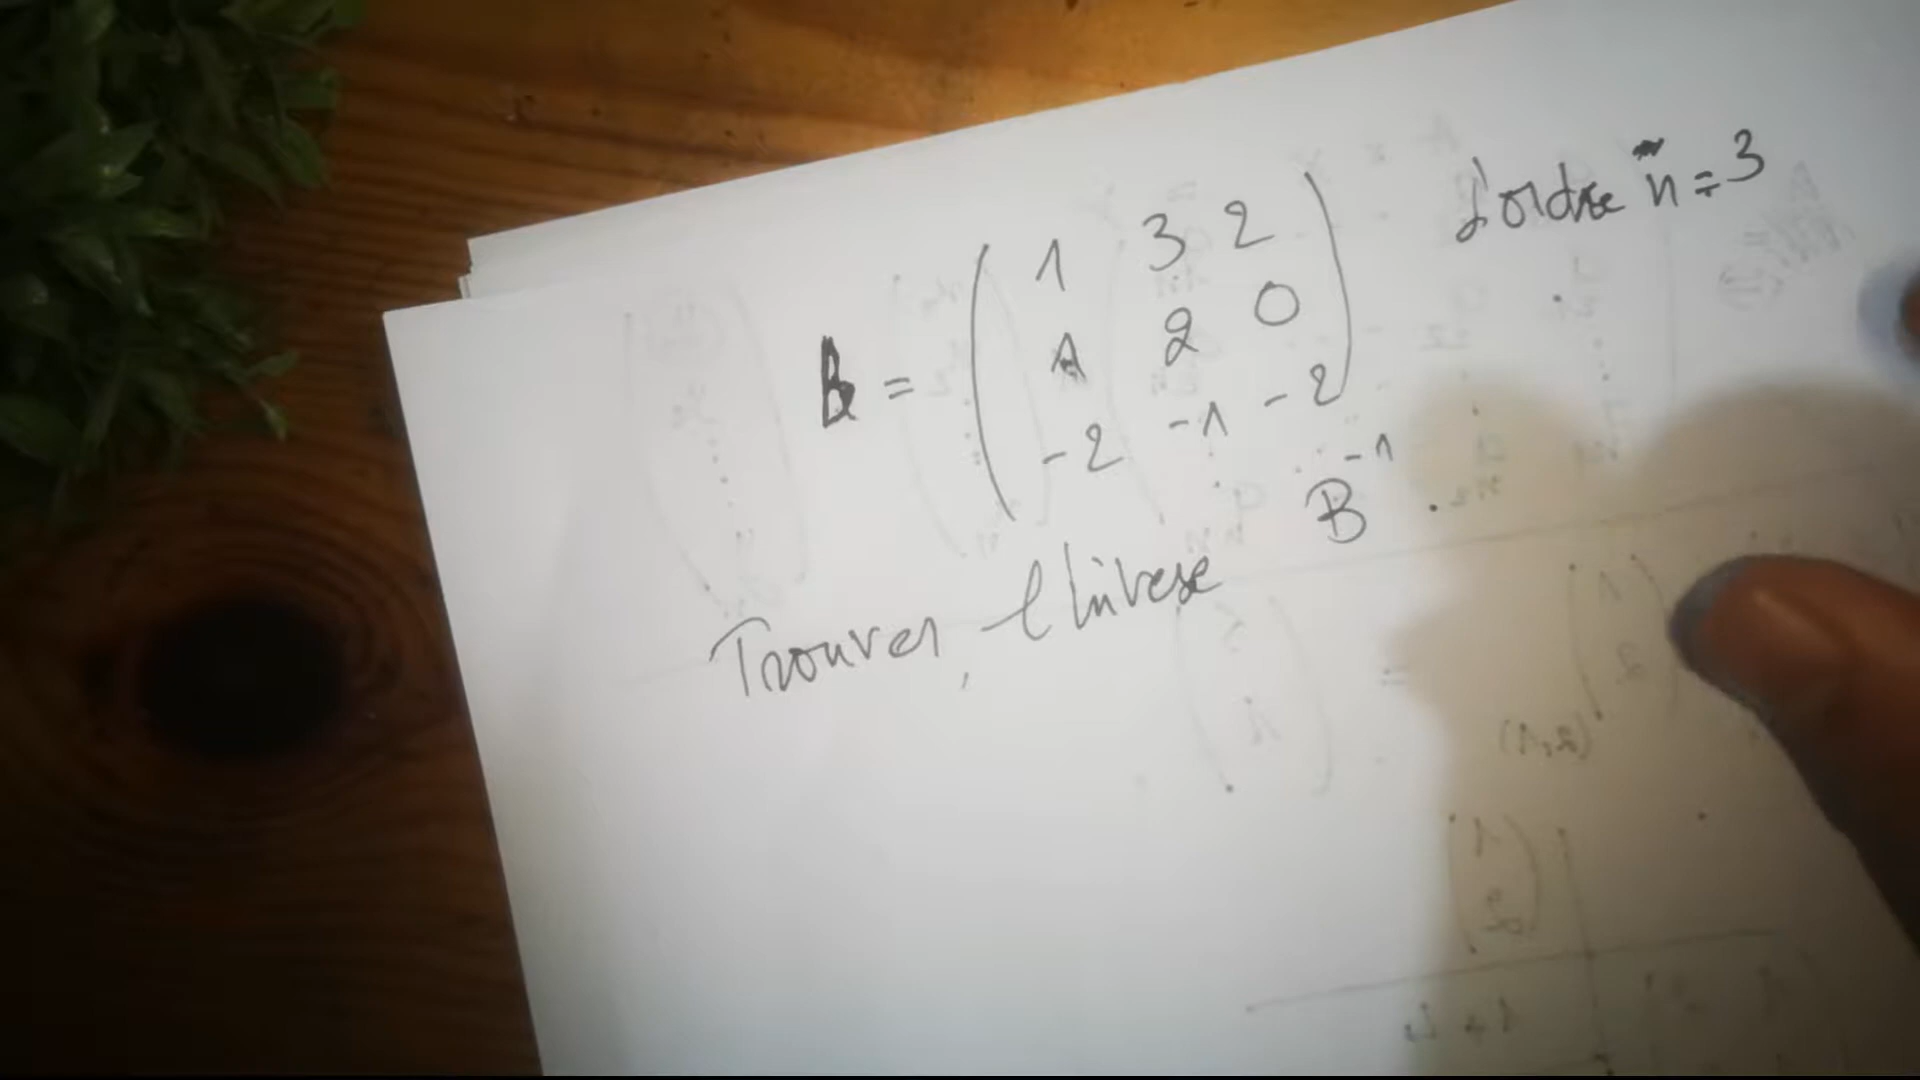 B = ( 1 3 2 ) d'ordre n = 3
1 2 0
-2 -1 -2
Trouver l'inverse B⁻¹.